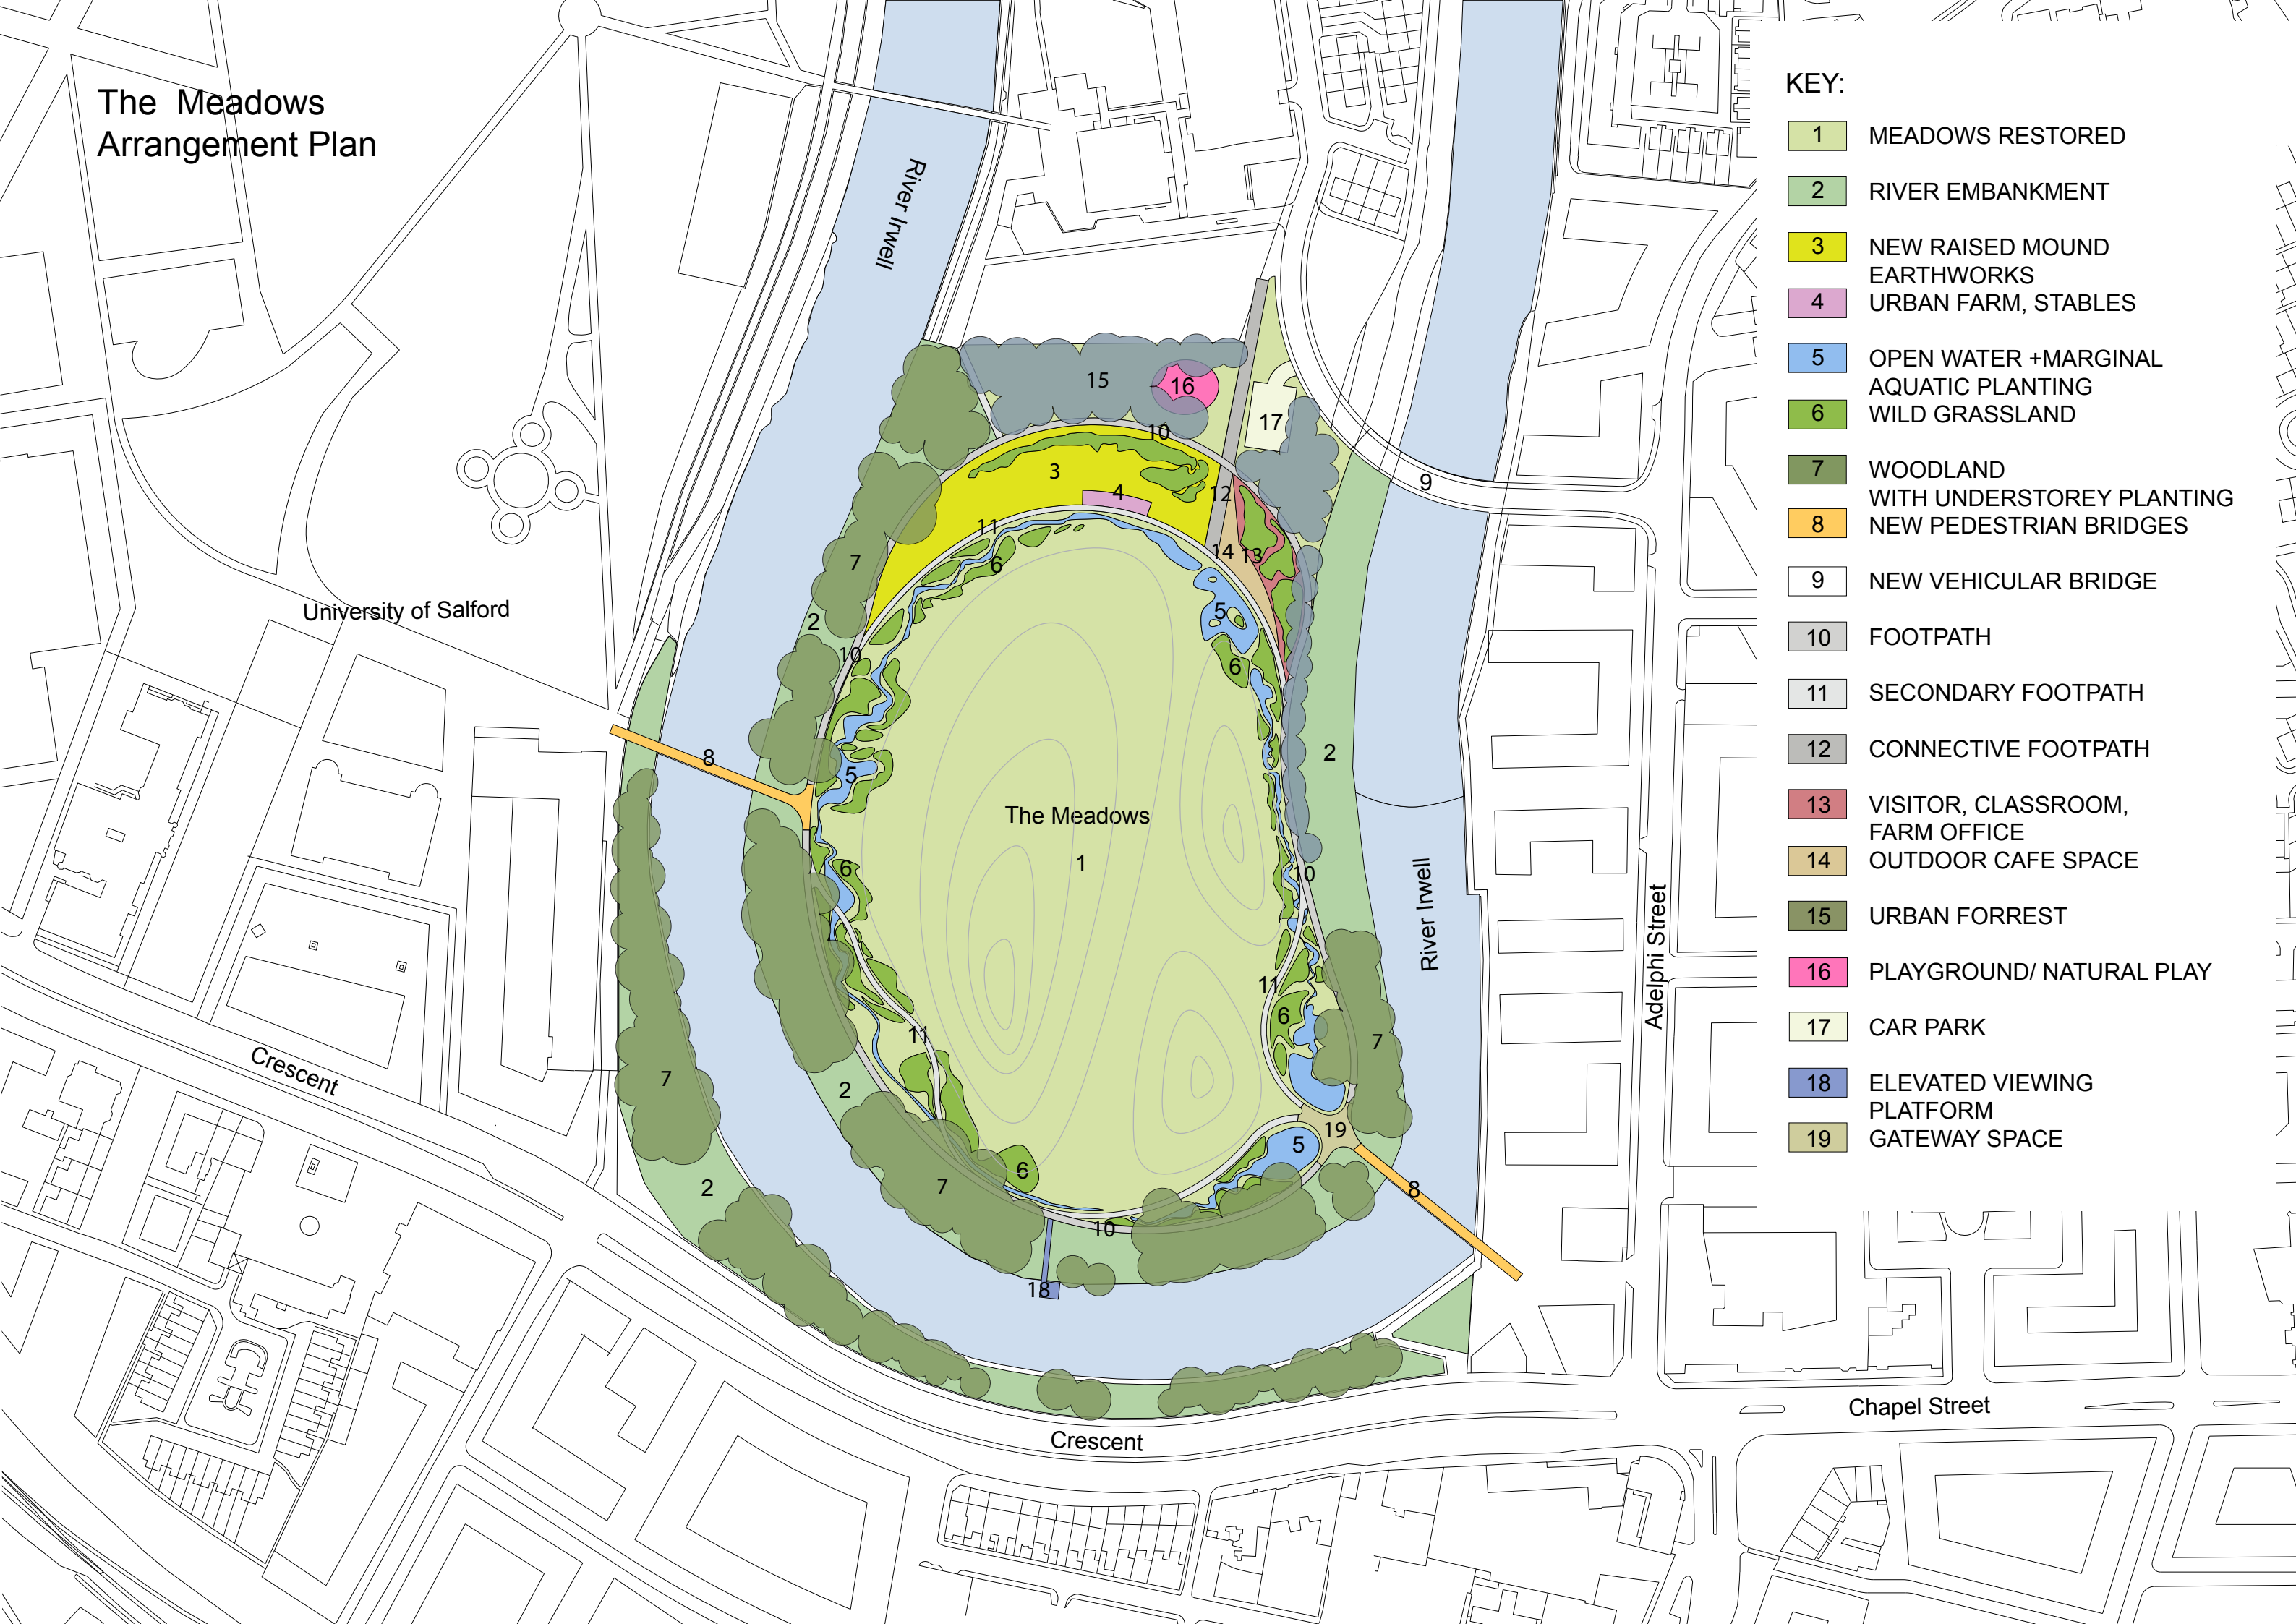 The Meadows
Arrangement Plan
KEY:
1 MEADOWS RESTORED
2 RIVER EMBANKMENT
3 NEW RAISED MOUND
EARTHWORKS
4 URBAN FARM, STABLES
5 OPEN WATER +MARGINAL
AQUATIC PLANTING
6 WILD GRASSLAND
7 WOODLAND
WITH UNDERSTOREY PLANTING
8 NEW PEDESTRIAN BRIDGES
9 NEW VEHICULAR BRIDGE
10 FOOTPATH
11 SECONDARY FOOTPATH
12 CONNECTIVE FOOTPATH
13 VISITOR, CLASSROOM,
FARM OFFICE
14 OUTDOOR CAFE SPACE
15 URBAN FORREST
16 PLAYGROUND/ NATURAL PLAY
17 CAR PARK
18 ELEVATED VIEWING
PLATFORM
19 GATEWAY SPACE
River Irwell
15
16
17
10
3
9
4
12
11
14
13
7
6
University of Salford
5
2
10
6
8
2
5
The Meadows
1
6
10
River Irwell
Adelphi Street
11
6
11
7
Crescent
7
2
19
5
6
7
2
8
10
18
Chapel Street
Crescent